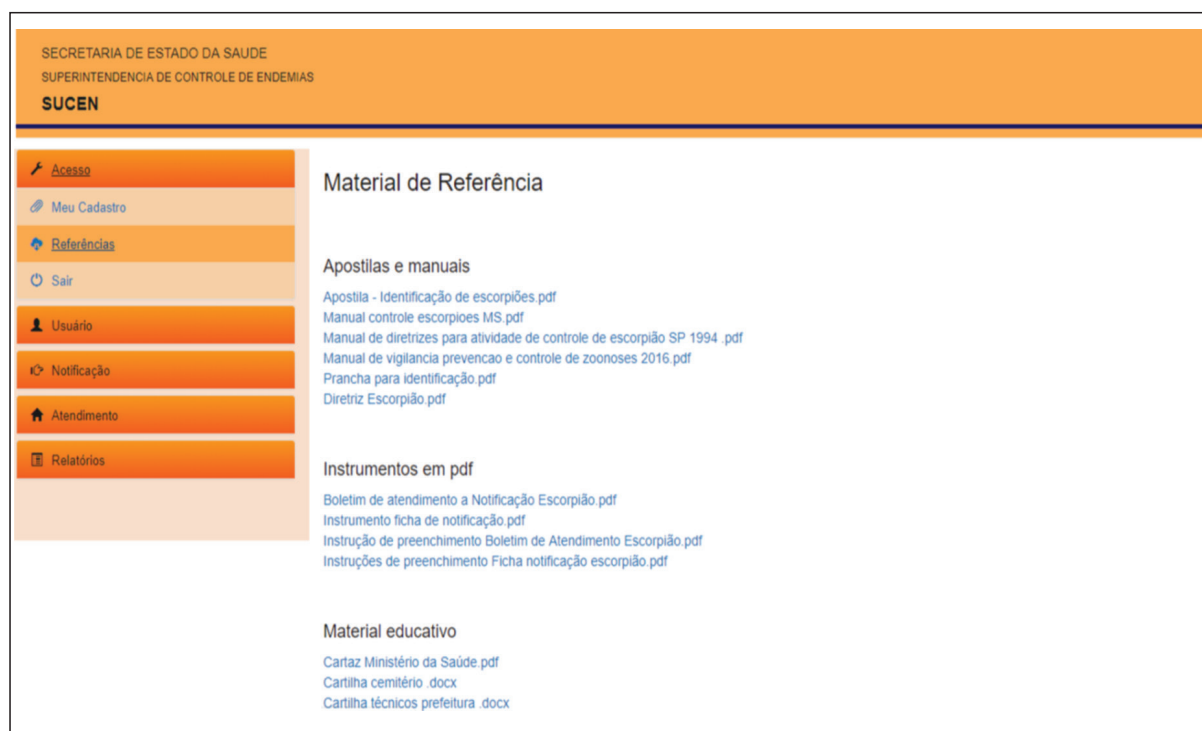 SECRETARIA DE ESTADO DA SAUDE
SUPERINTENDENCIA DE CONTROLE DE ENDEMIAS
SUCEN
Acesso
Meu Cadastro
Referências
Sair
Usuário
Notificação
Atendimento
Relatórios
Material de Referência
Apostilas e manuais
Apostila - Identificação de escorpiões.pdf
Manual controle escorpioes MS.pdf
Manual de diretrizes para atividade de controle de escorpião SP 1994 .pdf
Manual de vigilancia prevencao e controle de zoonoses 2016.pdf
Prancha para identificação.pdf
Diretriz Escorpião.pdf
Instrumentos em pdf
Boletim de atendimento a Notificação Escorpião.pdf
Instrumento ficha de notificação.pdf
Instrução de preenchimento Boletim de Atendimento Escorpião.pdf
Instruções de preenchimento Ficha notificação escorpião.pdf
Material educativo
Cartaz Ministério da Saúde.pdf
Cartilha cemitério .docx
Cartilha técnicos prefeitura .docx